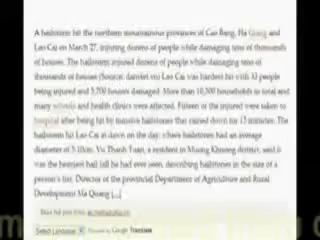 A hailstorm hit the northern mountainous provinces of Cao Bang, Ha Giang and
Lao Cai on March 27, injuring dozens of people while damaging tens of thousands
of houses. The hailstorm injured dozens of people while damaging tens of
thousands of houses (Source: danviet.vn) Lao Cai was hardest hit with 33 people
being injured and 5,700 houses damaged. More than 10,000 households in total and
many schools and health clinics were affected. Fifteen of the injured were taken to
hospital after being hit by massive hailstones that rained down for 15 minutes. The
hailstorm hit Lao Cai at dawn on the day, where hailstones had an average
diameter of 5-10cm. Vu Thanh Tuan, a resident in Muong Khuong district, said it
was the heaviest hail fall he had ever seen, describing hailstones in the size of a
person's fist. Director of the provincial Department of Agriculture and Rural
Development Ma Quang [...]
Select Language Powered by Google Translate